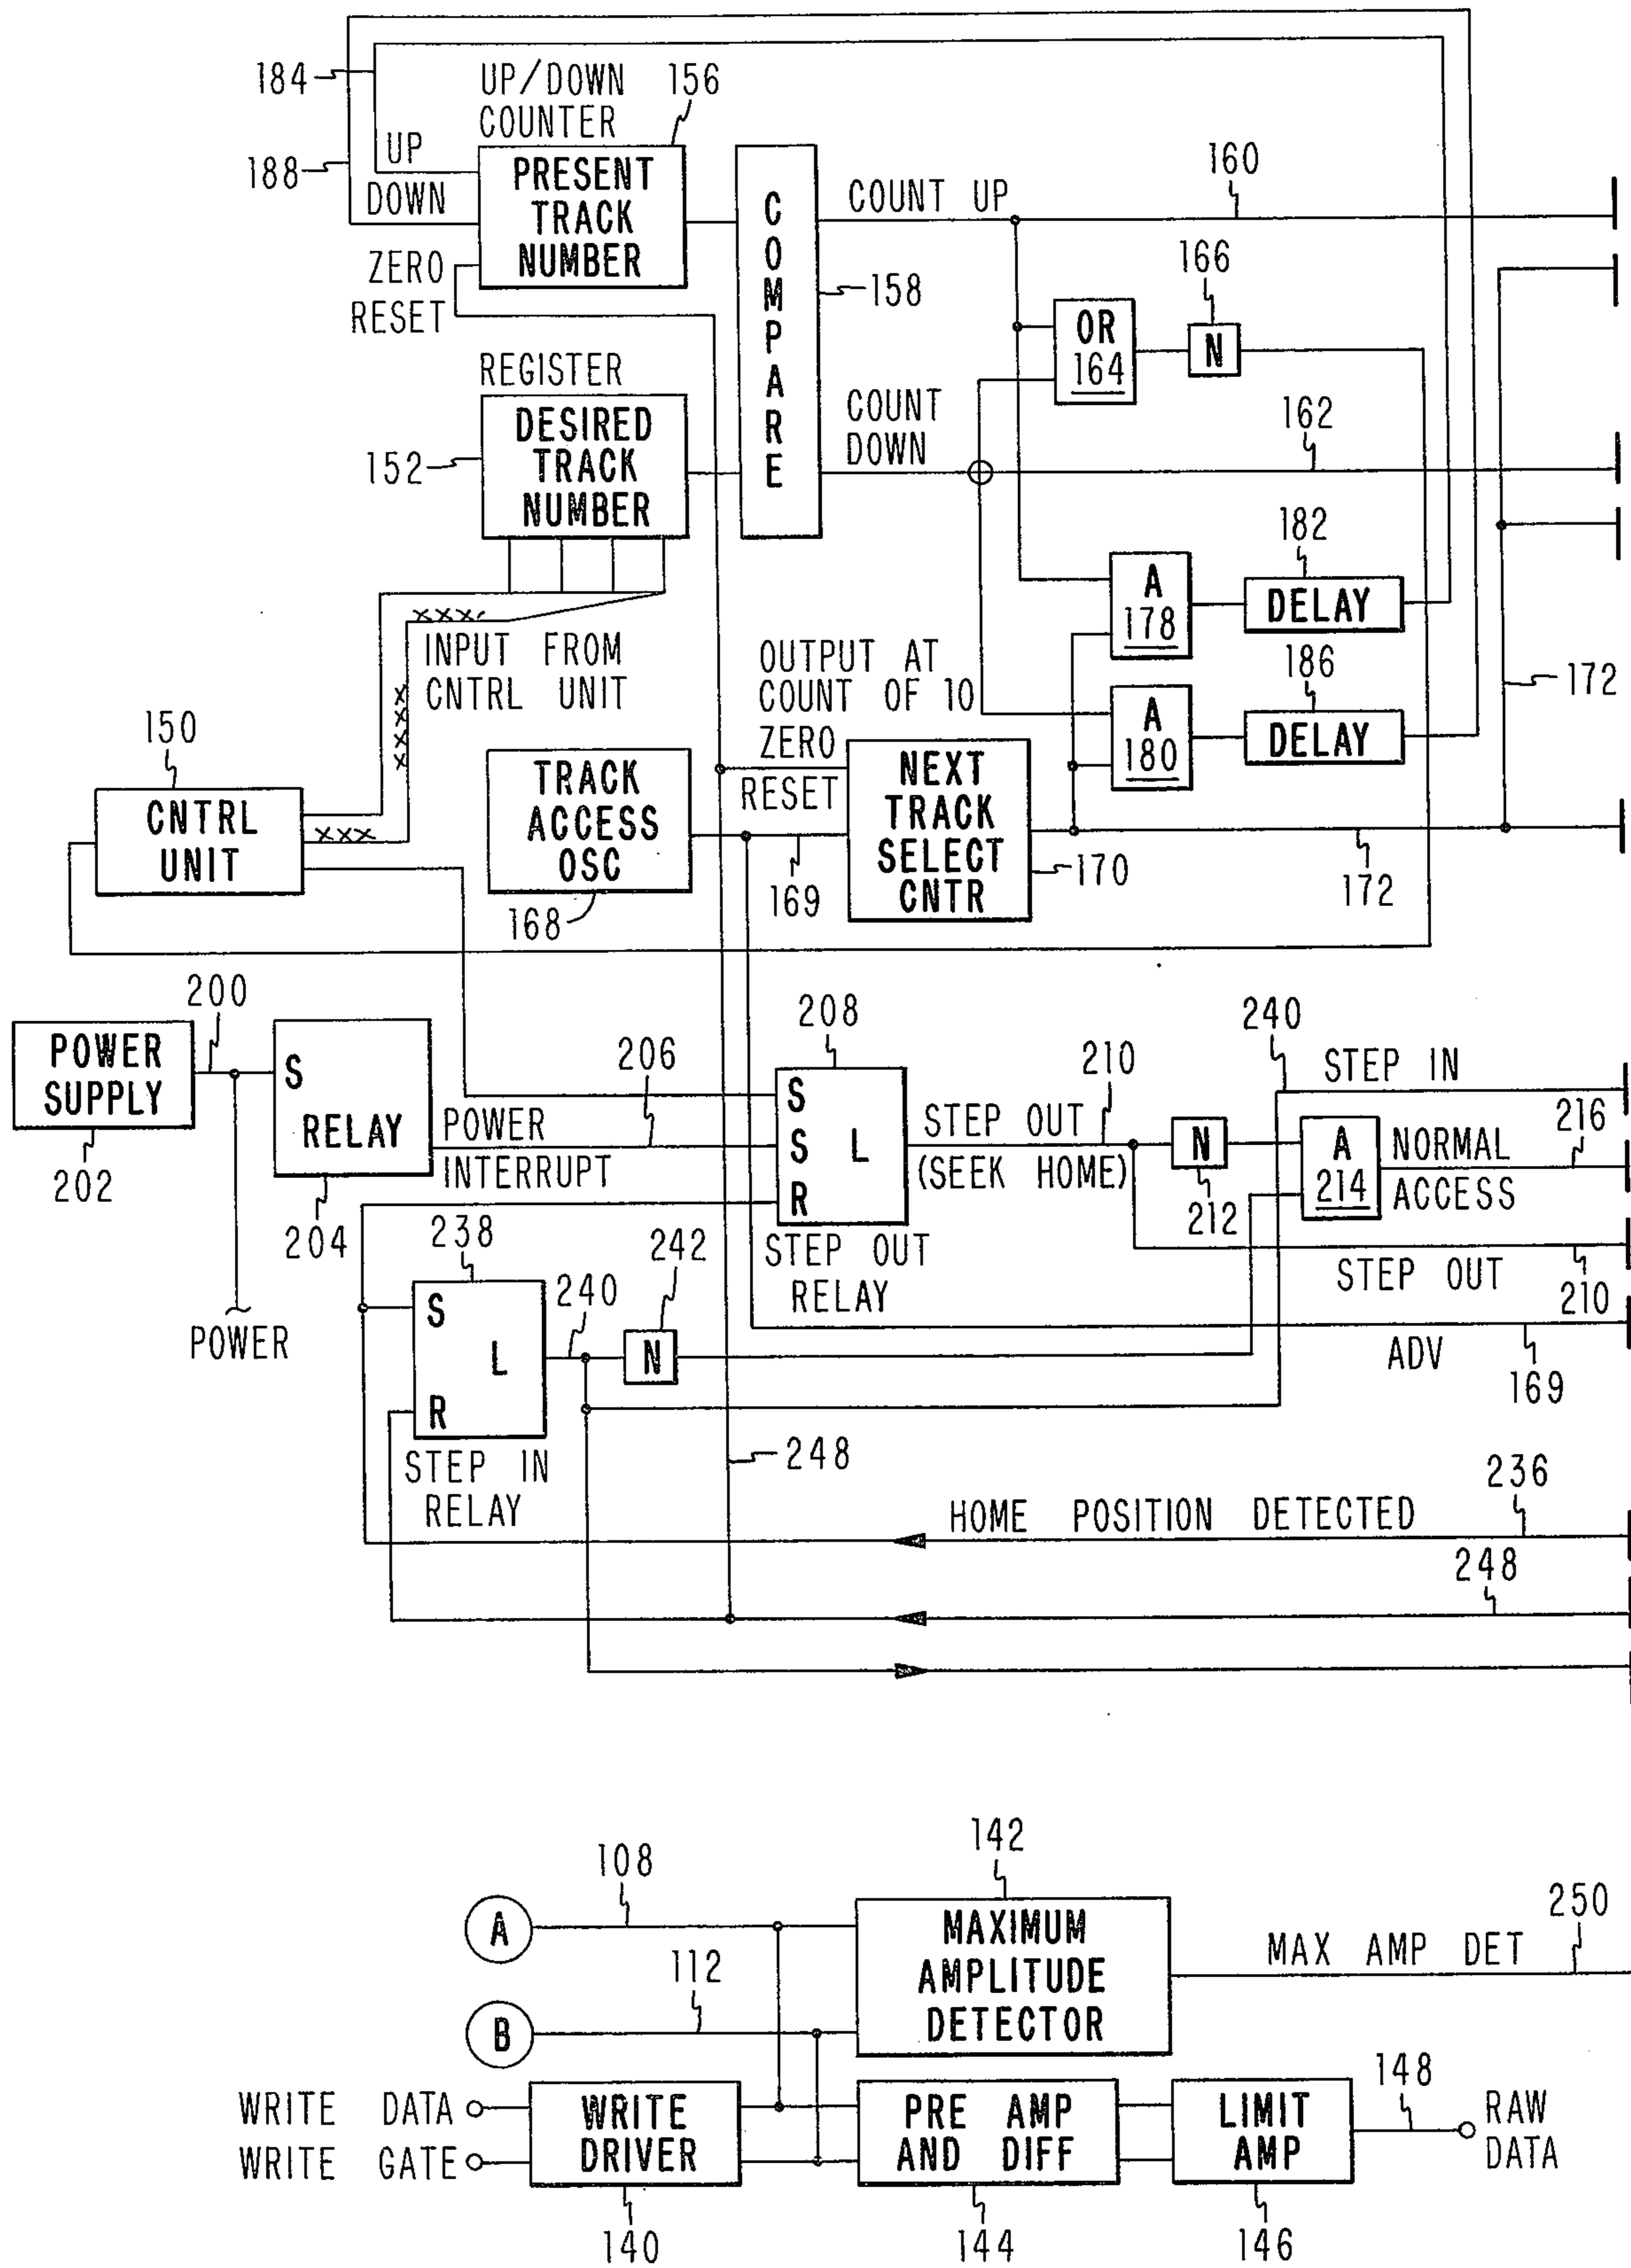 184
UP/DOWN
COUNTER
156
UP
188
DOWN
PRESENT
TRACK
NUMBER
ZERO
RESET
COMPARE
158
COUNT UP
160
166
OR
164
N
REGISTER
DESIRED
TRACK
NUMBER
152
COUNT
DOWN
162
182
A
178
DELAY
XXX
INPUT FROM
CNTRL UNIT
XXXX
OUTPUT AT
COUNT OF 10
186
172
A
180
DELAY
150
CNTRL
UNIT
XXX
TRACK
ACCESS
OSC
168
ZERO
RESET
169
NEXT
TRACK
SELECT
CNTR
170
172
200
POWER
SUPPLY
202
S
RELAY
204
POWER
INTERRUPT
206
208
S
S
L
R
STEP OUT
RELAY
210
STEP OUT
(SEEK HOME)
N
212
240
STEP IN
A
214
216
NORMAL
ACCESS
STEP OUT
210
POWER
238
S
L
R
STEP IN
RELAY
240
242
N
ADV
169
248
236
HOME POSITION DETECTED
248
142
108
A
MAXIMUM
AMPLITUDE
DETECTOR
250
MAX AMP DET
112
B
WRITE DATA
WRITE GATE
WRITE
DRIVER
140
PRE AMP
AND DIFF
144
LIMIT
AMP
146
148
RAW
DATA